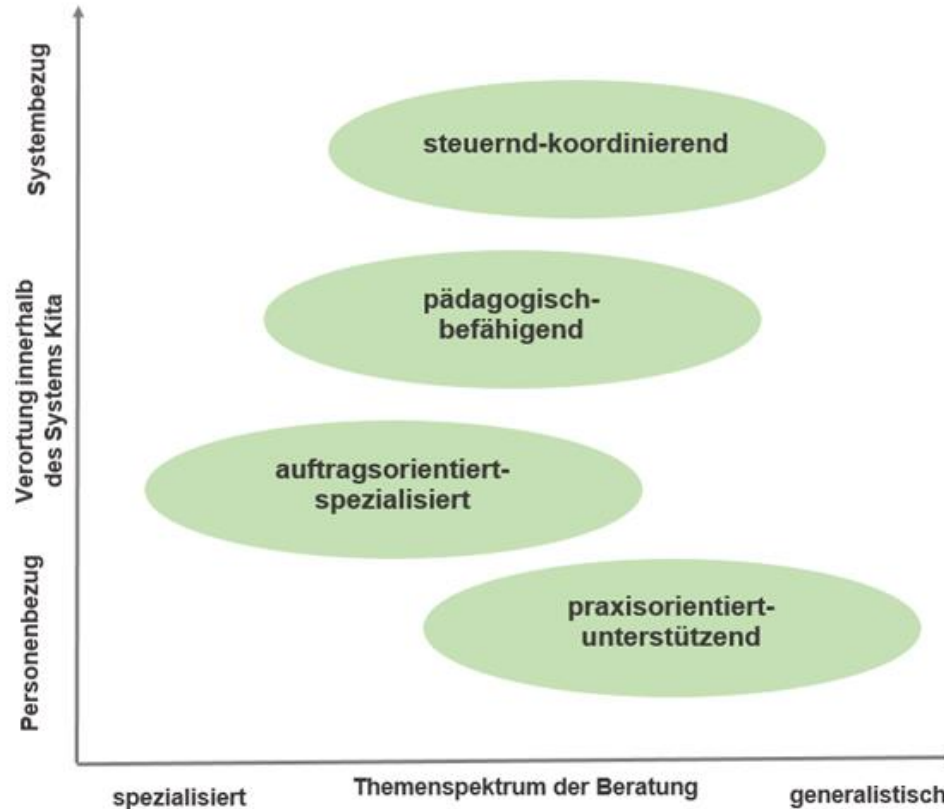 Systembezug
steuernd-koordinierend
Verortung innerhalb
des Systems Kita
pädagogisch-
befähigend
auftragsorientiert-
spezialisiert
Personenbezug
praxisorientiert-
unterstützend
spezialisiert
Themenspektrum der Beratung
generalistisch